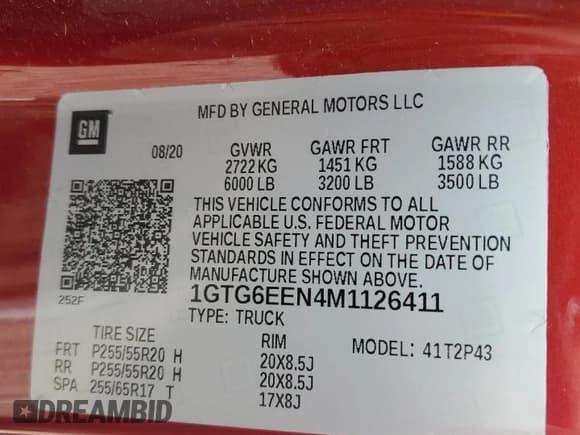 MFD BY GENERAL MOTORS LLC
GM
08/20 GVWR GAWR FRT GAWR RR
2722 KG 1451 KG 1588 KG
6000 LB 3200 LB 3500 LB
THIS VEHICLE CONFORMS TO ALL
APPLICABLE U.S. FEDERAL MOTOR
VEHICLE SAFETY AND THEFT PREVENTION
STANDARDS IN EFFECT ON THE DATE OF
MANUFACTURE SHOWN ABOVE.
252F
1GTG6EEN4M1126411
TYPE: TRUCK
TIRE SIZE RIM MODEL: 41T2P43
FRT P255/55R20 H 20X8.5J
RR P255/55R20 H 20X8.5J
SPA 255/65R17 T 17X8J
DREAMBID